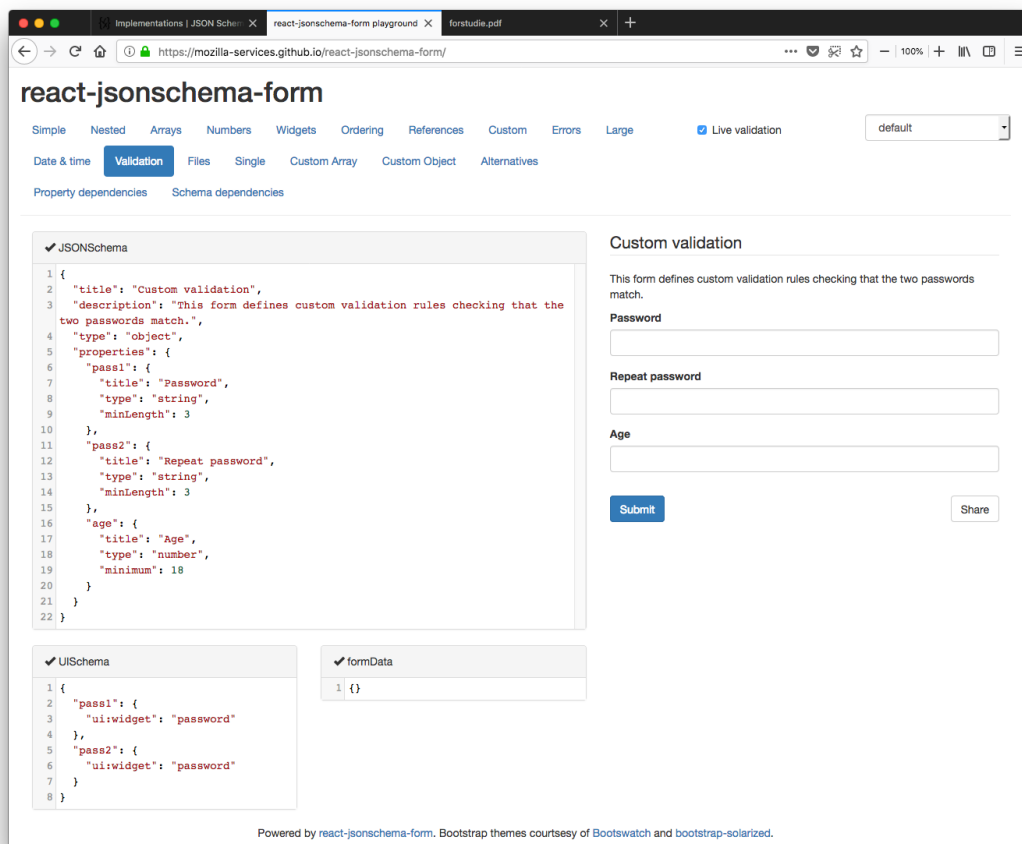 Implementations | JSON Schem
react-jsonschema-form playground
forstudie.pdf
https://mozilla-services.github.io/react-jsonschema-form/
100%
react-jsonschema-form
Simple Nested Arrays Numbers Widgets Ordering References Custom Errors Large
Live validation
default
Date & time Validation Files Single Custom Array Custom Object Alternatives
Property dependencies Schema dependencies
JSONSchema
1 {
2 "title": "Custom validation",
3 "description": "This form defines custom validation rules checking that the
two passwords match.",
4 "type": "object",
5 "properties": {
6 "pass1": {
7 "title": "Password",
8 "type": "string",
9 "minLength": 3
10 },
11 "pass2": {
12 "title": "Repeat password",
13 "type": "string",
14 "minLength": 3
15 },
16 "age": {
17 "title": "Age",
18 "type": "number",
19 "minimum": 18
20 }
21 }
22 }
Custom validation
This form defines custom validation rules checking that the two passwords
match.
Password
Repeat password
Age
Submit
Share
UISchema
1 {
2 "pass1": {
3 "ui:widget": "password"
4 },
5 "pass2": {
6 "ui:widget": "password"
7 }
8 }
formData
1 {}
Powered by react-jsonschema-form. Bootstrap themes courtsesy of Bootswatch and bootstrap-solarized.